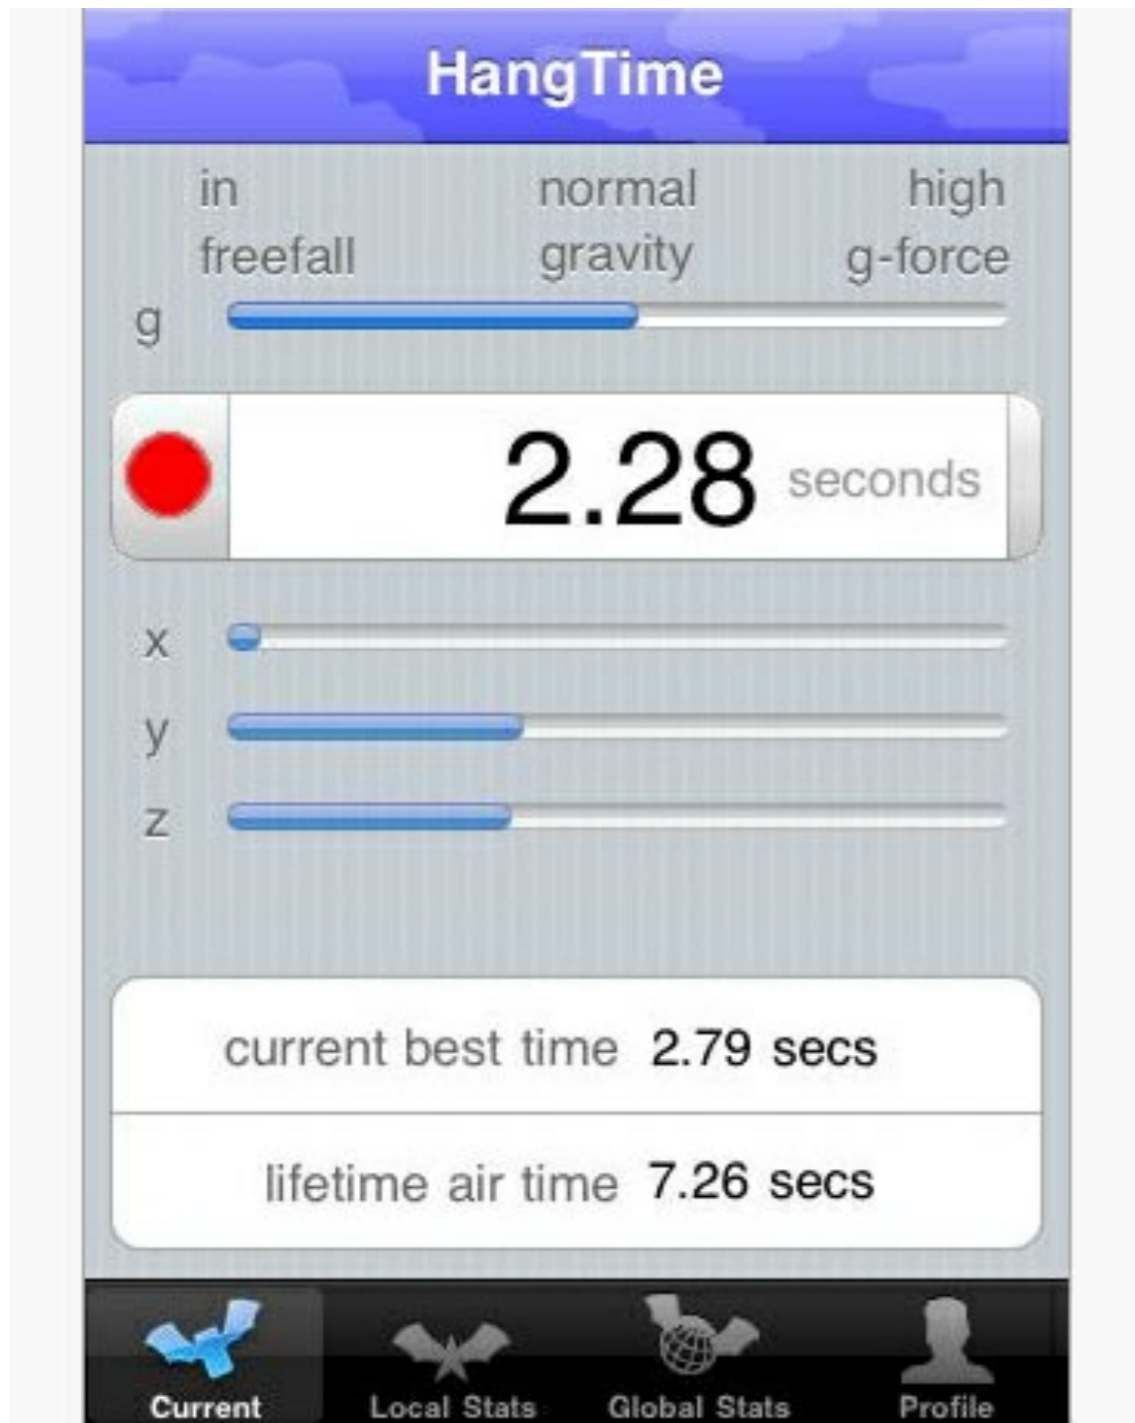 HangTime
in normal high
freefall gravity g-force
g
2.28 seconds
x
y
z
current best time 2.79 secs
lifetime air time 7.26 secs
Current Local Stats Global Stats Profile